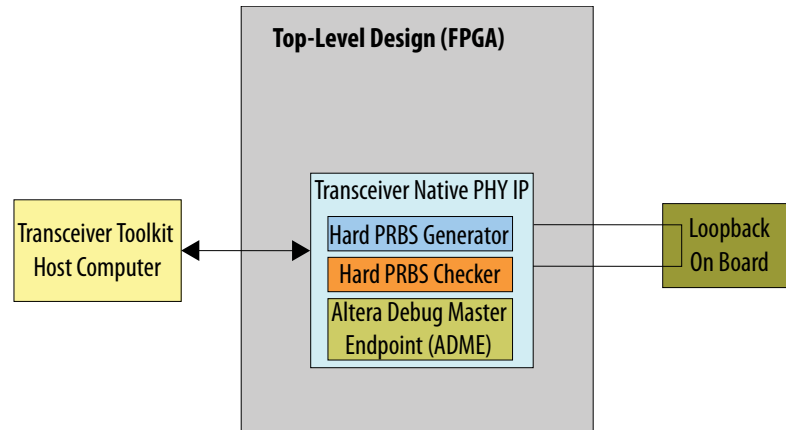 Top-Level Design (FPGA)
Transceiver Native PHY IP
Transceiver Toolkit
Host Computer
Hard PRBS Generator
Hard PRBS Checker
Altera Debug Master
Endpoint (ADME)
Loopback
On Board